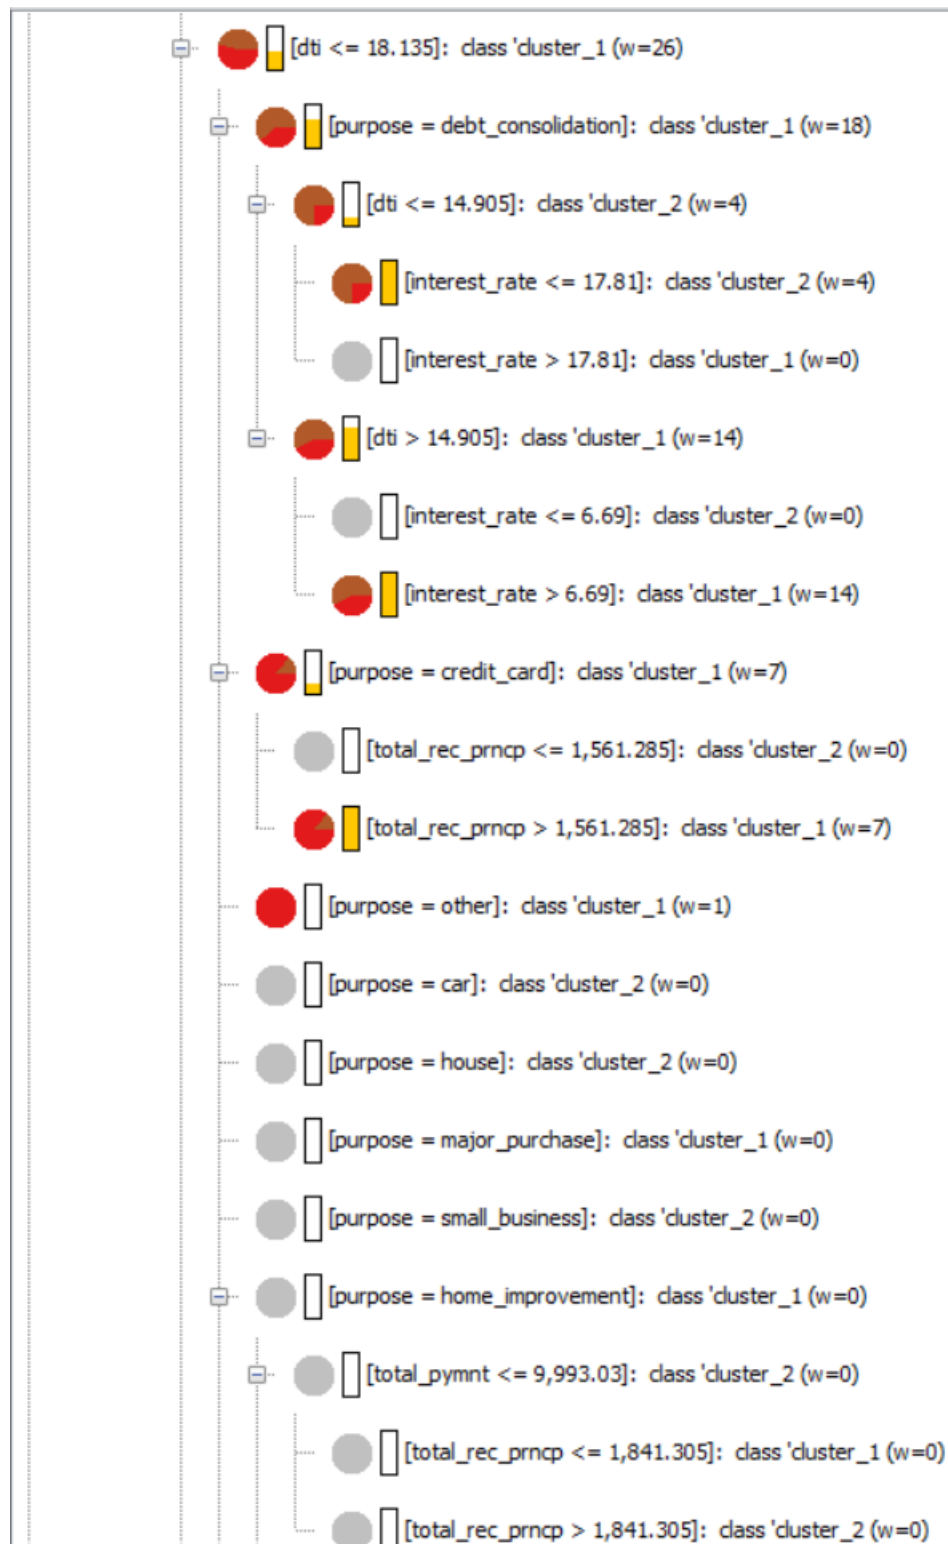 [dti <= 18.135]: class 'cluster_1 (w=26)
[purpose = debt_consolidation]: class 'cluster_1 (w=18)
[dti <= 14.905]: class 'cluster_2 (w=4)
[interest_rate <= 17.81]: class 'cluster_2 (w=4)
[interest_rate > 17.81]: class 'cluster_1 (w=0)
[dti > 14.905]: class 'cluster_1 (w=14)
[interest_rate <= 6.69]: class 'cluster_2 (w=0)
[interest_rate > 6.69]: class 'cluster_1 (w=14)
[purpose = credit_card]: class 'cluster_1 (w=7)
[total_rec_prncp <= 1,561.285]: class 'cluster_2 (w=0)
[total_rec_prncp > 1,561.285]: class 'cluster_1 (w=7)
[purpose = other]: class 'cluster_1 (w=1)
[purpose = car]: class 'cluster_2 (w=0)
[purpose = house]: class 'cluster_2 (w=0)
[purpose = major_purchase]: class 'cluster_1 (w=0)
[purpose = small_business]: class 'cluster_2 (w=0)
[purpose = home_improvement]: class 'cluster_1 (w=0)
[total_pymnt <= 9,993.03]: class 'cluster_2 (w=0)
[total_rec_prncp <= 1,841.305]: class 'cluster_1 (w=0)
[total_rec_prncp > 1,841.305]: class 'cluster_2 (w=0)